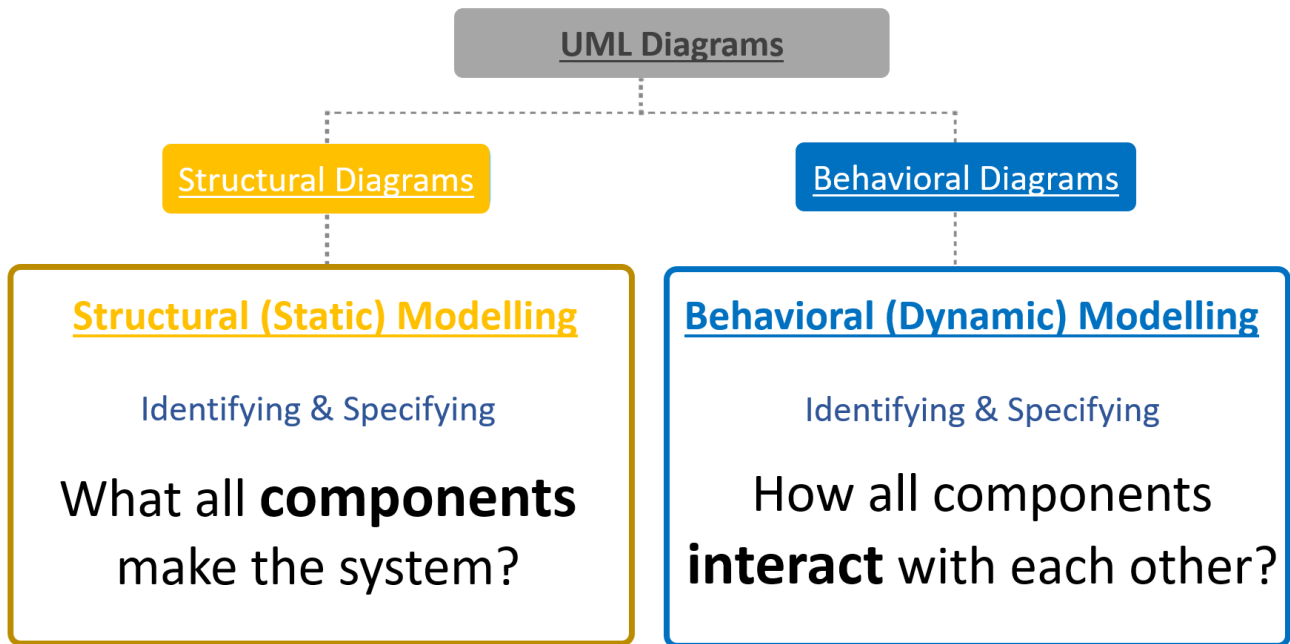 UML Diagrams
Structural Diagrams
Behavioral Diagrams
Structural (Static) Modelling
Identifying & Specifying
What all components
make the system?
Behavioral (Dynamic) Modelling
Identifying & Specifying
How all components
interact with each other?